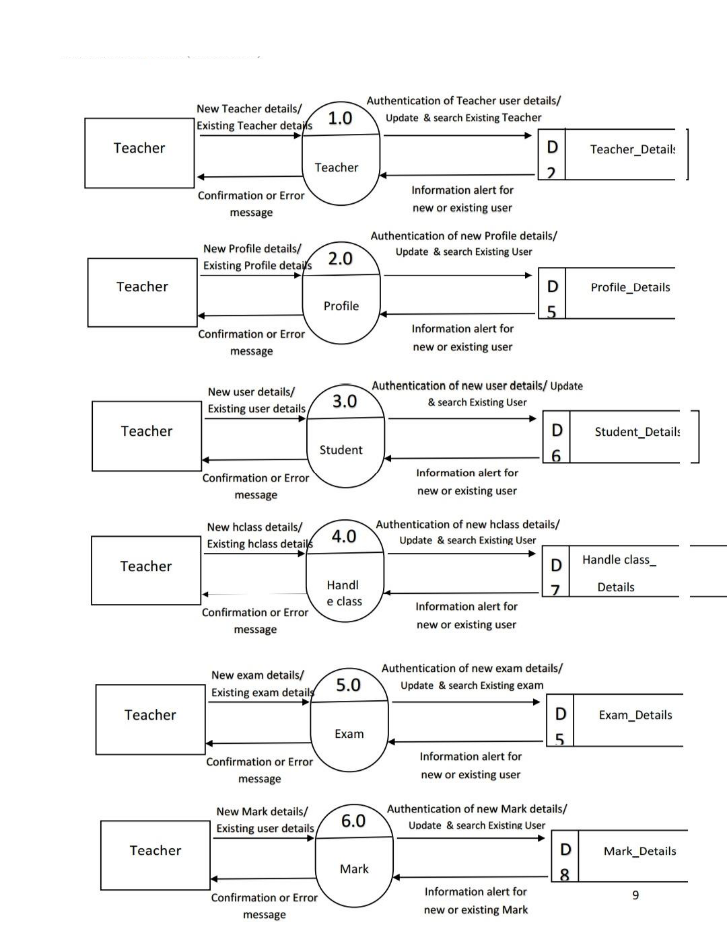 New Teacher details/
Existing Teacher details
1.0
Authentication of Teacher user details/
Update & search Existing Teacher
Teacher
Teacher
D
2
Teacher_Details
Confirmation or Error
message
Information alert for
new or existing user
New Profile details/
Existing Profile details
2.0
Authentication of new Profile details/
Update & search Existing User
Teacher
Profile
D
5
Profile_Details
Confirmation or Error
message
Information alert for
new or existing user
New user details/
Existing user details
3.0
Authentication of new user details/ Update
& search Existing User
Teacher
Student
D
6
Student_Details
Confirmation or Error
message
Information alert for
new or existing user
New hclass details/
Existing hclass details
4.0
Authentication of new hclass details/
Update & search Existing User
Teacher
Handl
e class
D
7
Handle class_
Details
Confirmation or Error
message
Information alert for
new or existing user
New exam details/
Existing exam details
5.0
Authentication of new exam details/
Update & search Existing exam
Teacher
Exam
D
5
Exam_Details
Confirmation or Error
message
Information alert for
new or existing user
New Mark details/
Existing user details
6.0
Authentication of new Mark details/
Update & search Existing User
Teacher
Mark
D
8
Mark_Details
Confirmation or Error
message
Information alert for
new or existing Mark
9